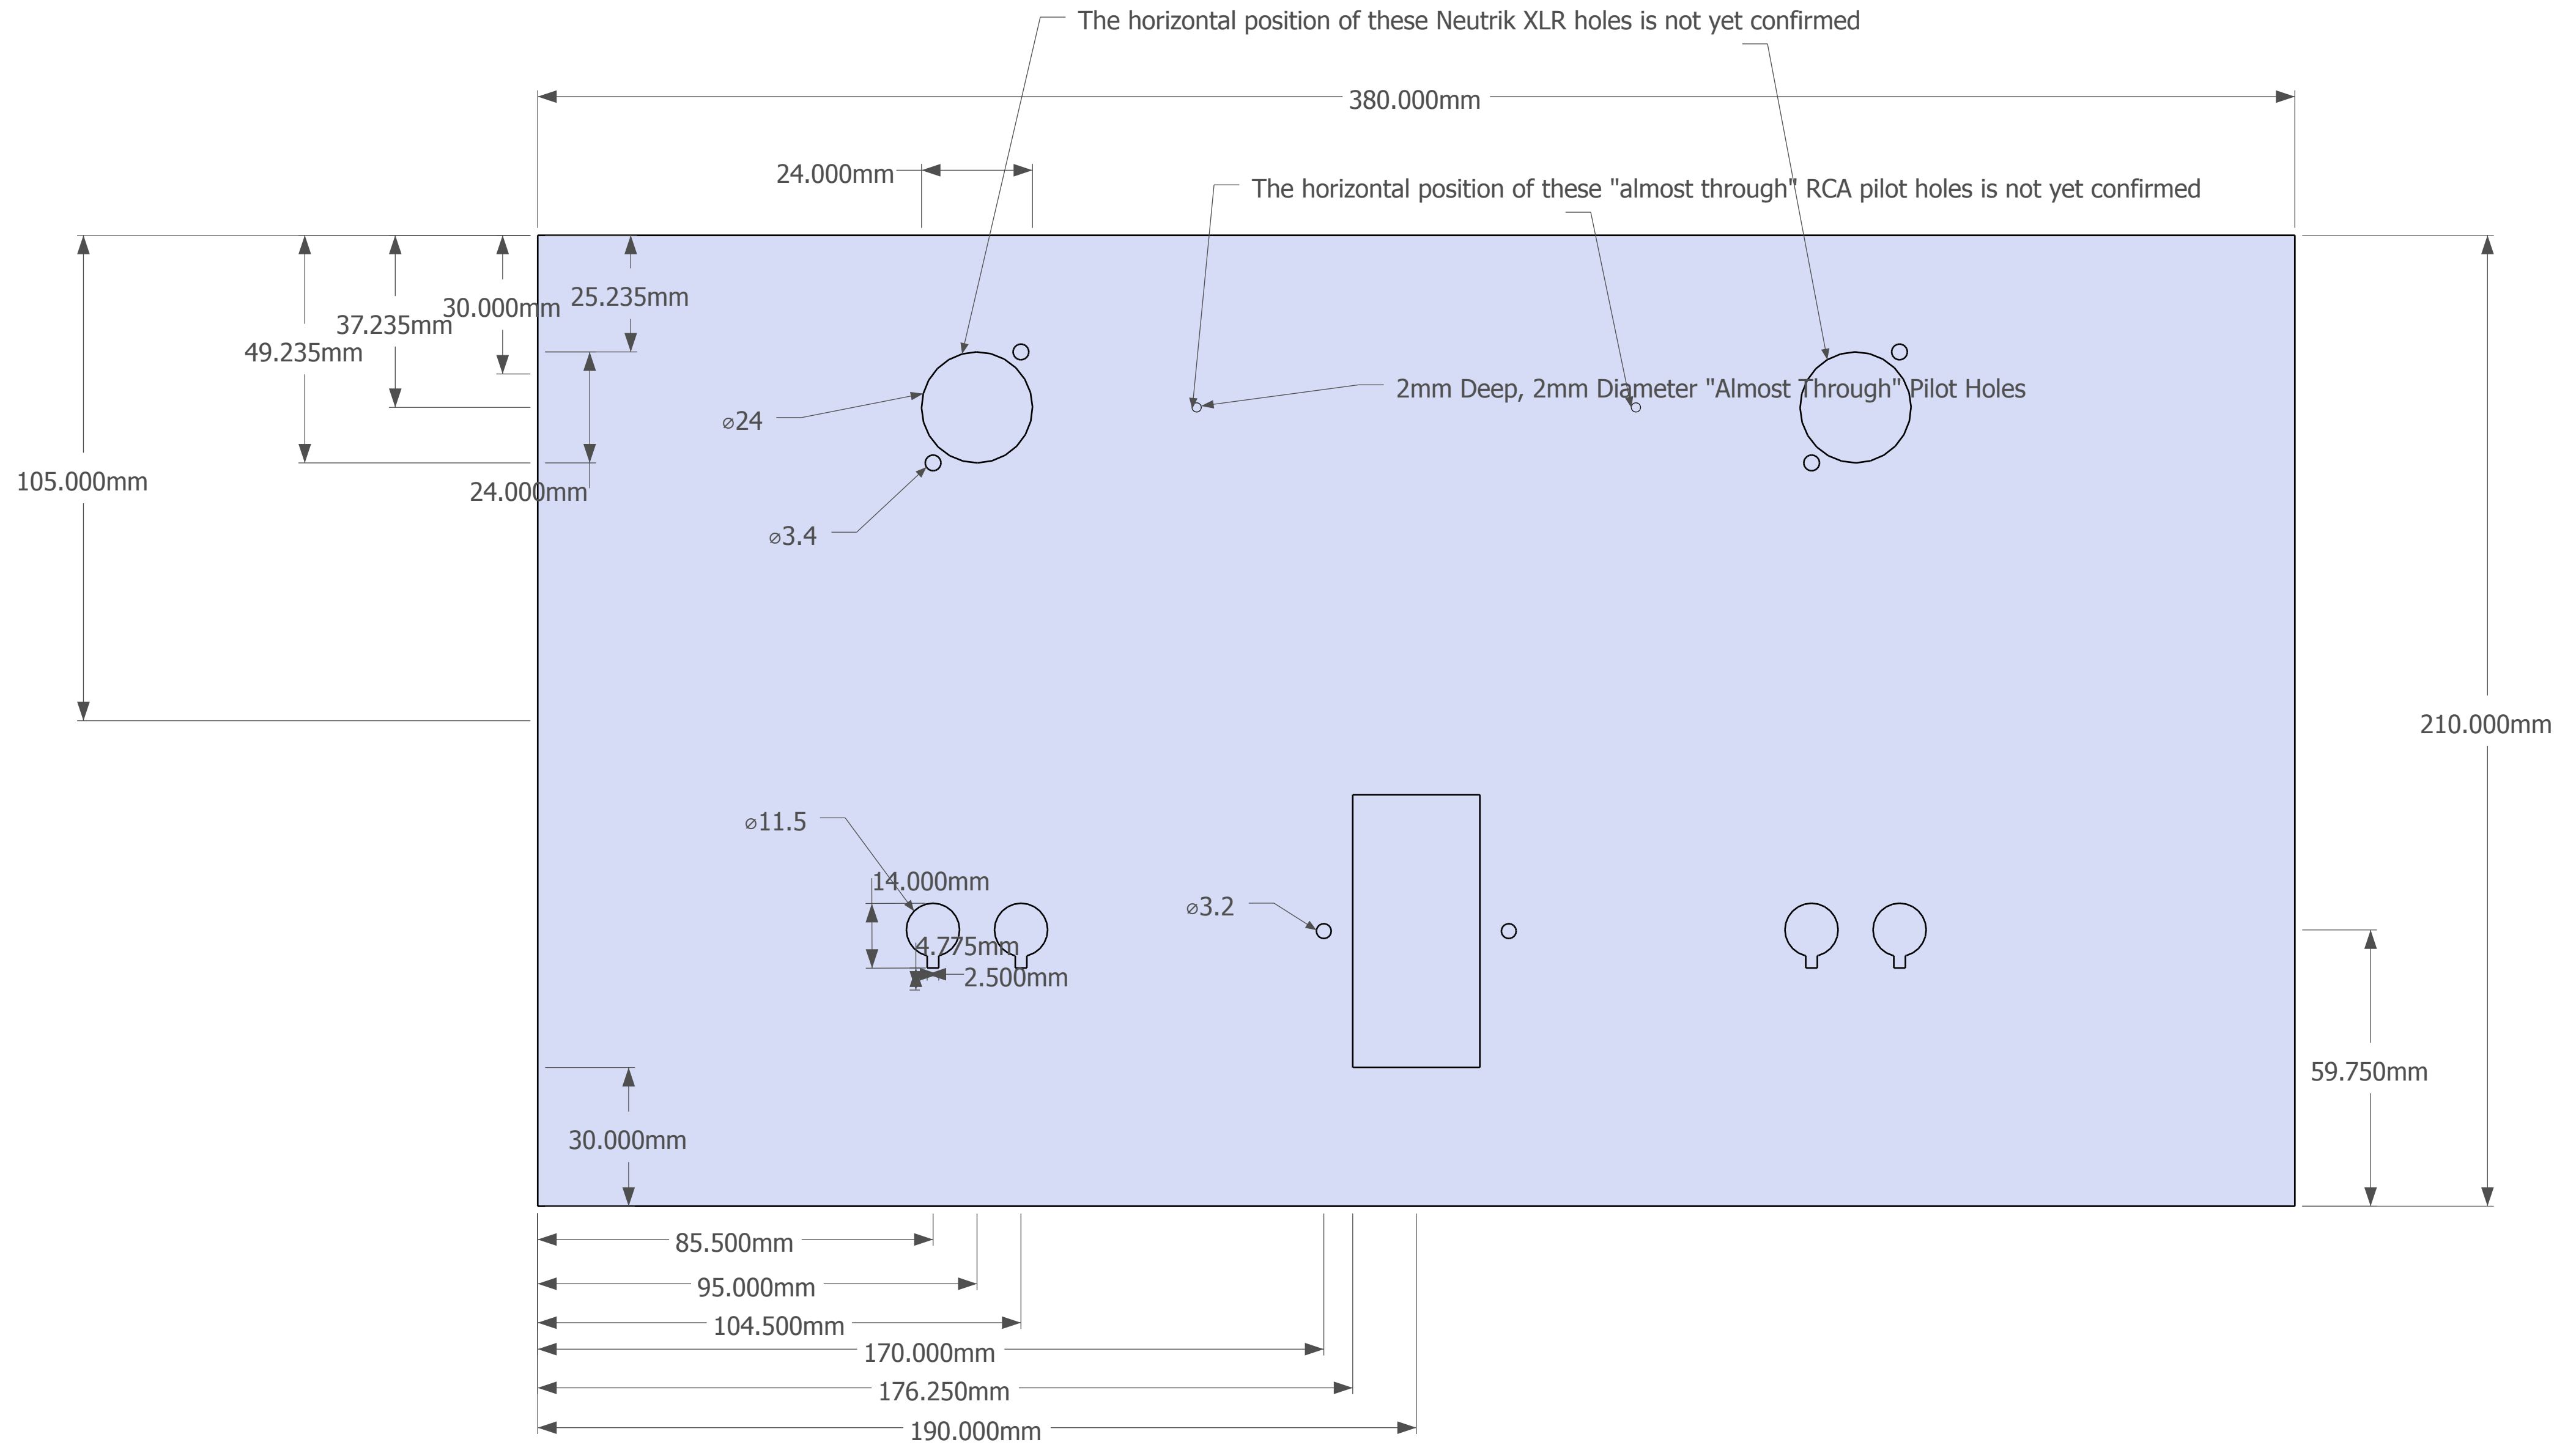 The horizontal position of these Neutrik XLR holes is not yet confirmed
380.000mm
24.000mm
The horizontal position of these "almost through" RCA pilot holes is not yet confirmed
25.235mm
30.000mm
37.235mm
49.235mm
2mm Deep, 2mm Diameter "Almost Through" Pilot Holes
⌀24
105.000mm
24.000mm
⌀3.4
210.000mm
⌀11.5
14.000mm
⌀3.2
4.775mm
2.500mm
59.750mm
30.000mm
85.500mm
95.000mm
104.500mm
170.000mm
176.250mm
190.000mm